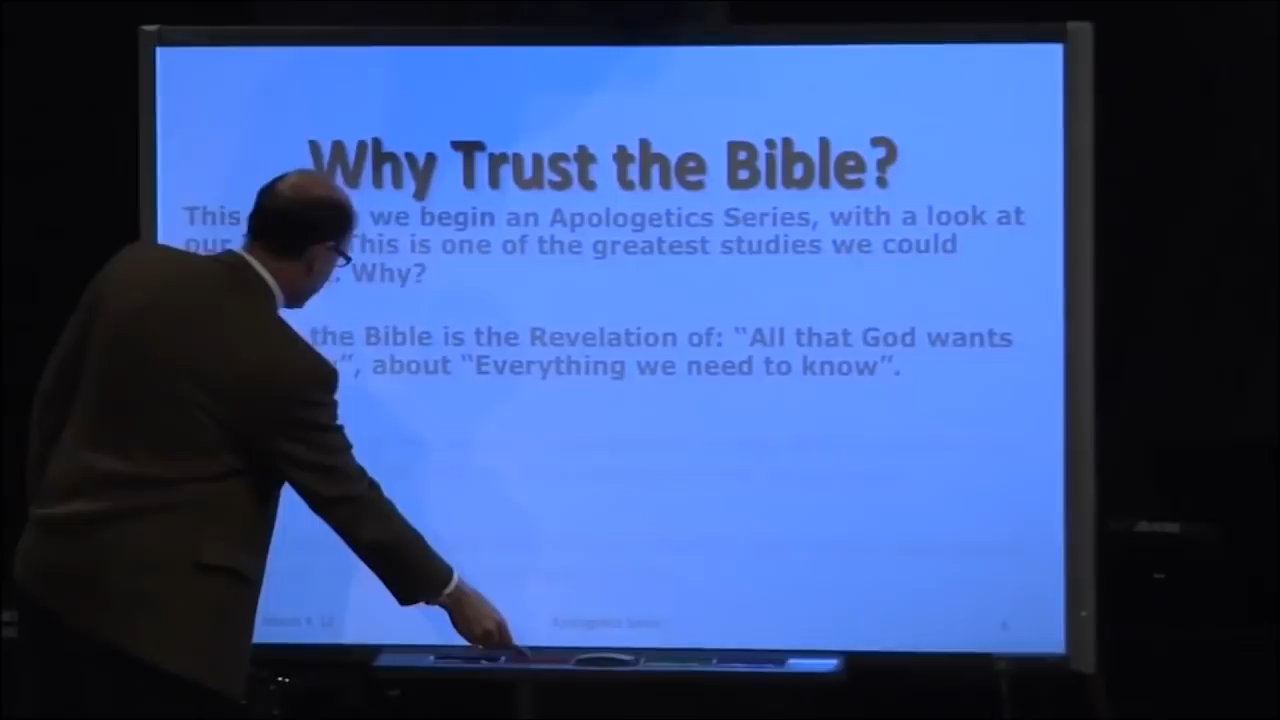 Why Trust the Bible?
This we begin an Apologetics Series, with a look at
our This is one of the greatest studies we could
Why?
the Bible is the Revelation of: “All that God wants
”, about “Everything we need to know”.
Apologetics Series